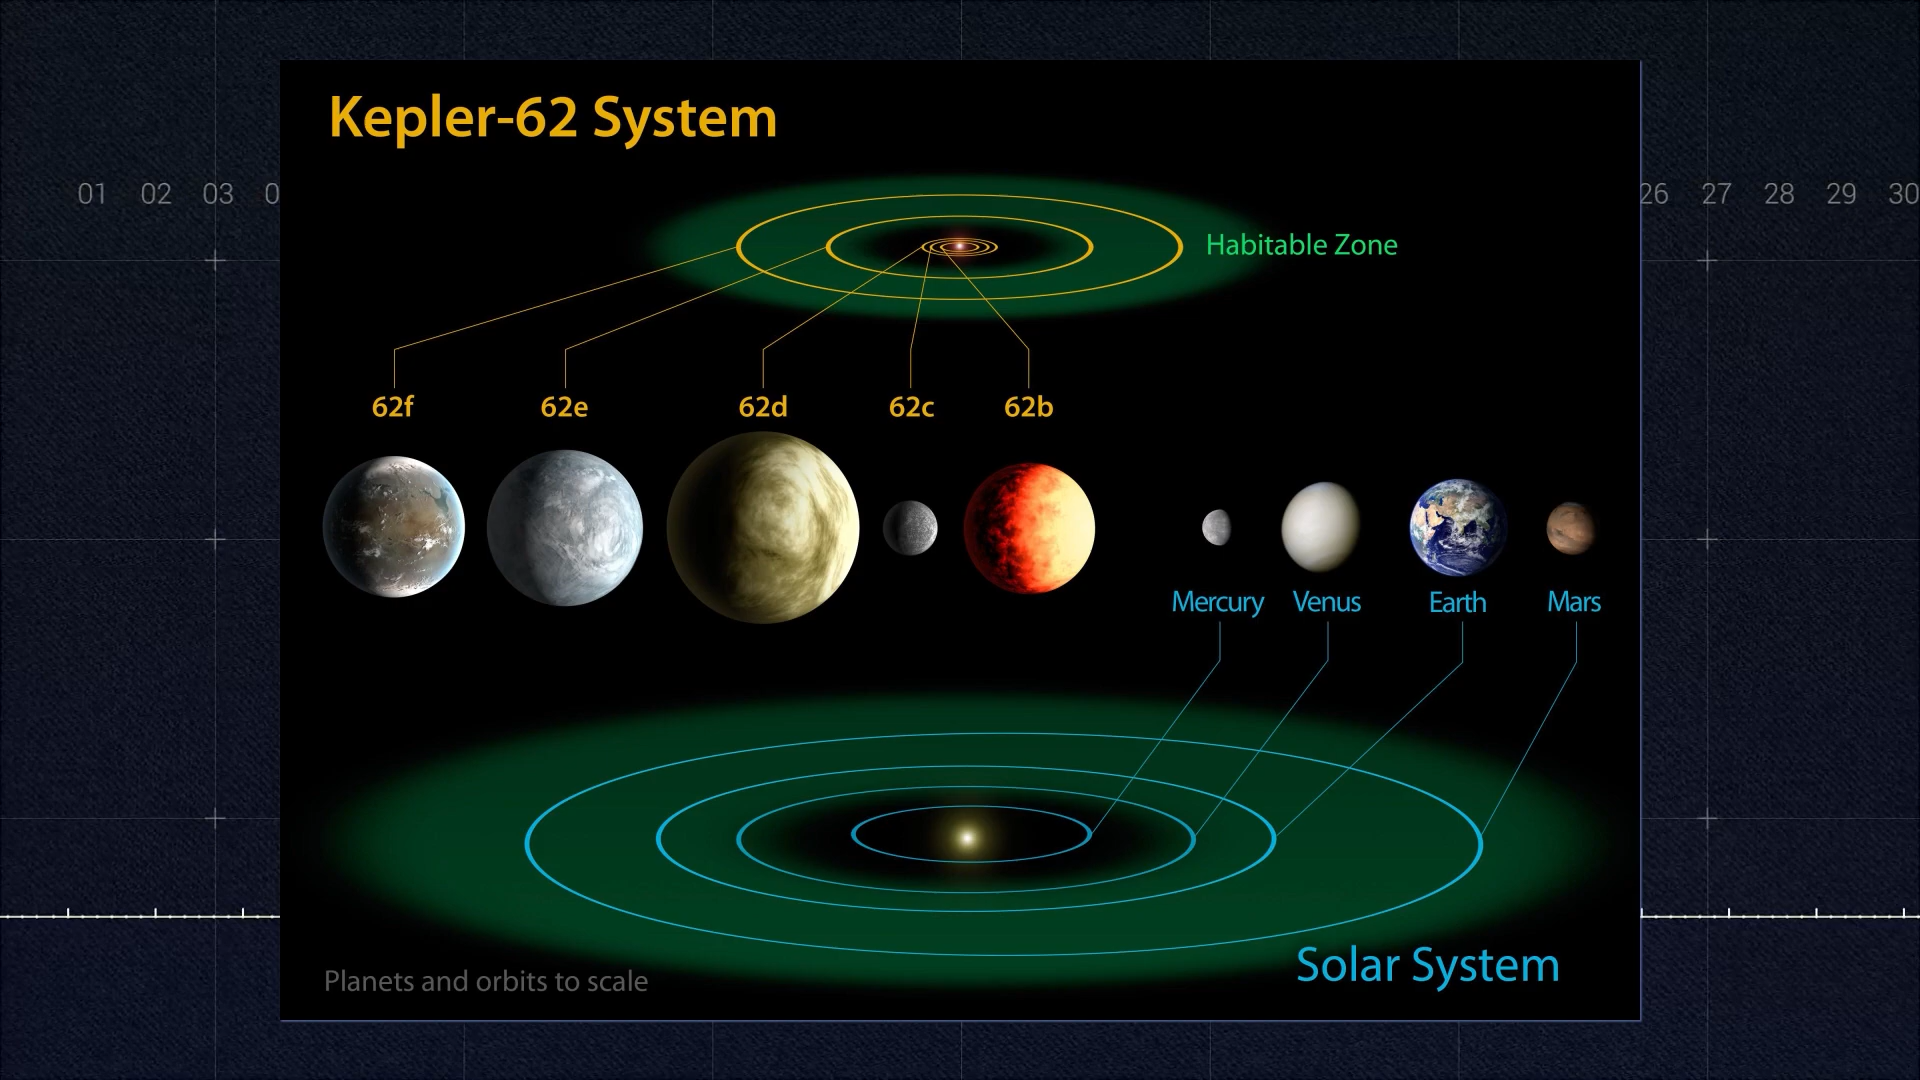 Kepler-62 System
01 02 03 0
26 27 28 29 30
Habitable Zone
62f 62e 62d 62c 62b
Mercury Venus Earth Mars
Solar System
Planets and orbits to scale